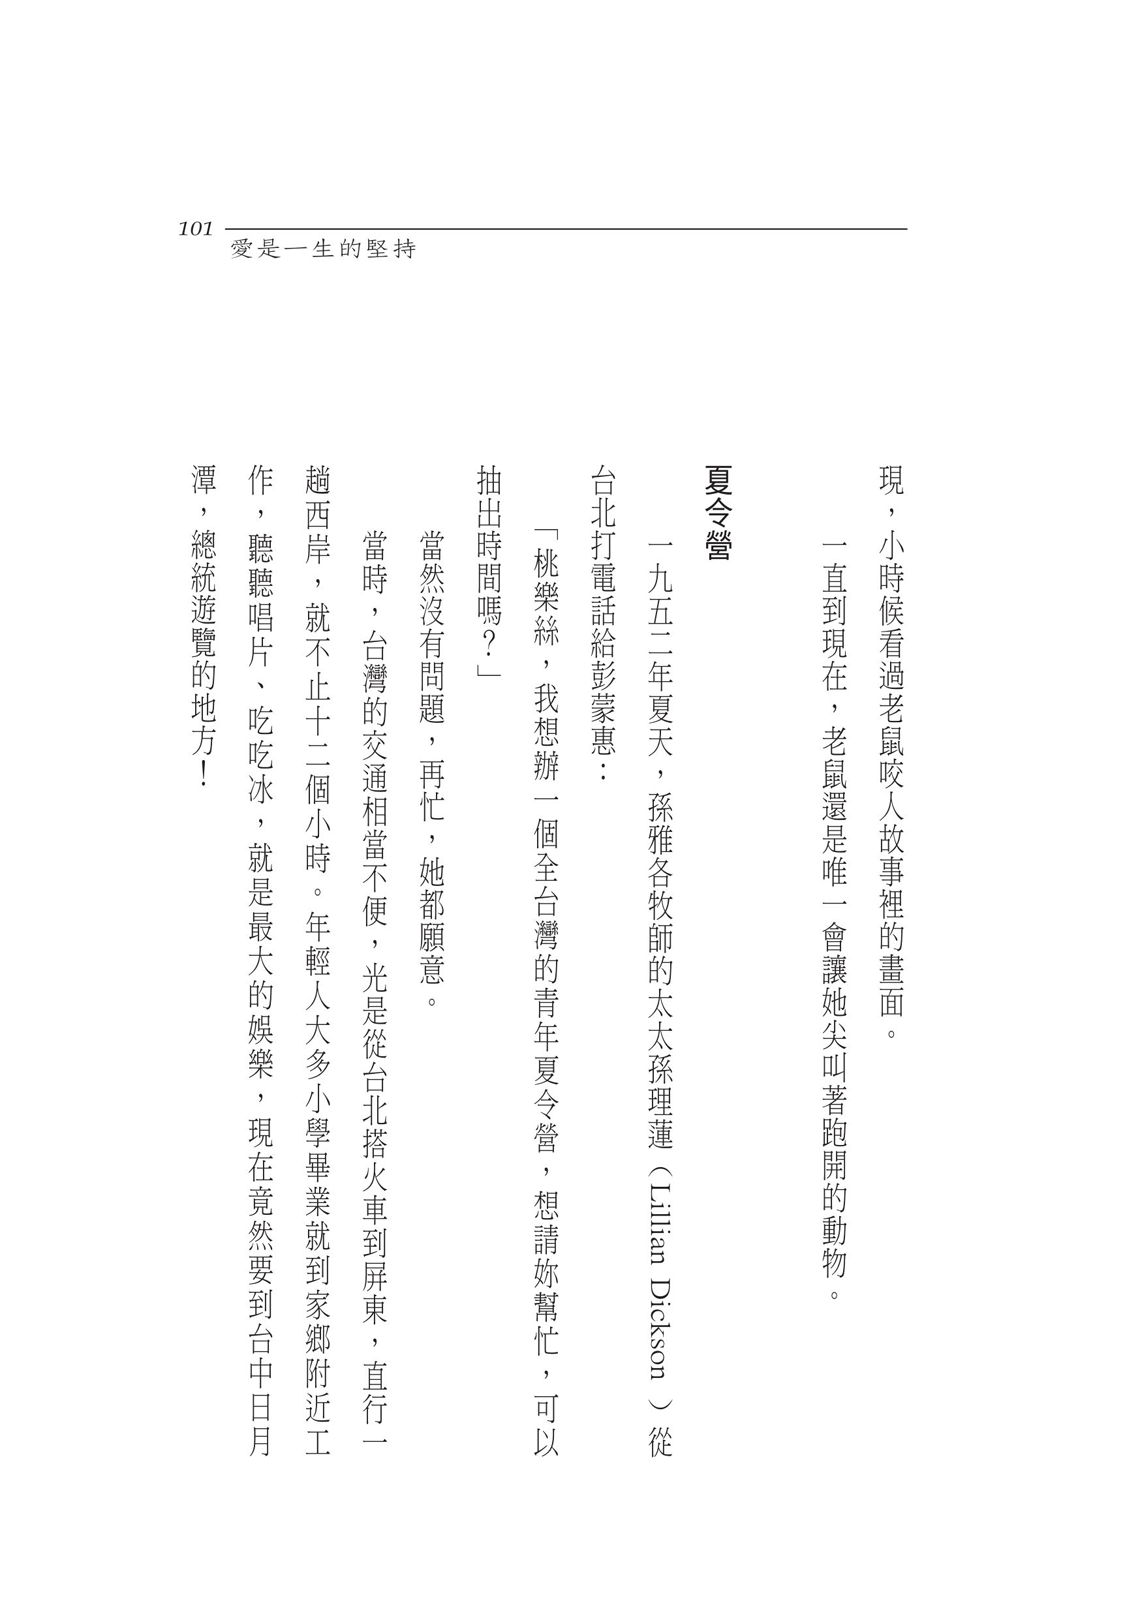 101
愛是一生的堅持
現，小時候看過老鼠咬人故事裡的畫面。
一直到現在，老鼠還是唯一會讓她尖叫著跑開的動物。
夏令營
一九五二年夏天，孫雅各牧師的太太孫理蓮（Lillian Dickson）從
台北打電話給彭蒙惠：
「桃樂絲，我想辦一個全台灣的青年夏令營，想請妳幫忙，可以
抽出時間嗎？」
當然沒有問題，再忙，她都願意。
當時，台灣的交通相當不便，光是從台北搭火車到屏東，直行一
趟西岸，就不止十二個小時。年輕人大多小學畢業就到家鄉附近工
作，聽聽唱片、吃吃冰，就是最大的娛樂，現在竟然要到台中日月
潭，總統遊覽的地方！